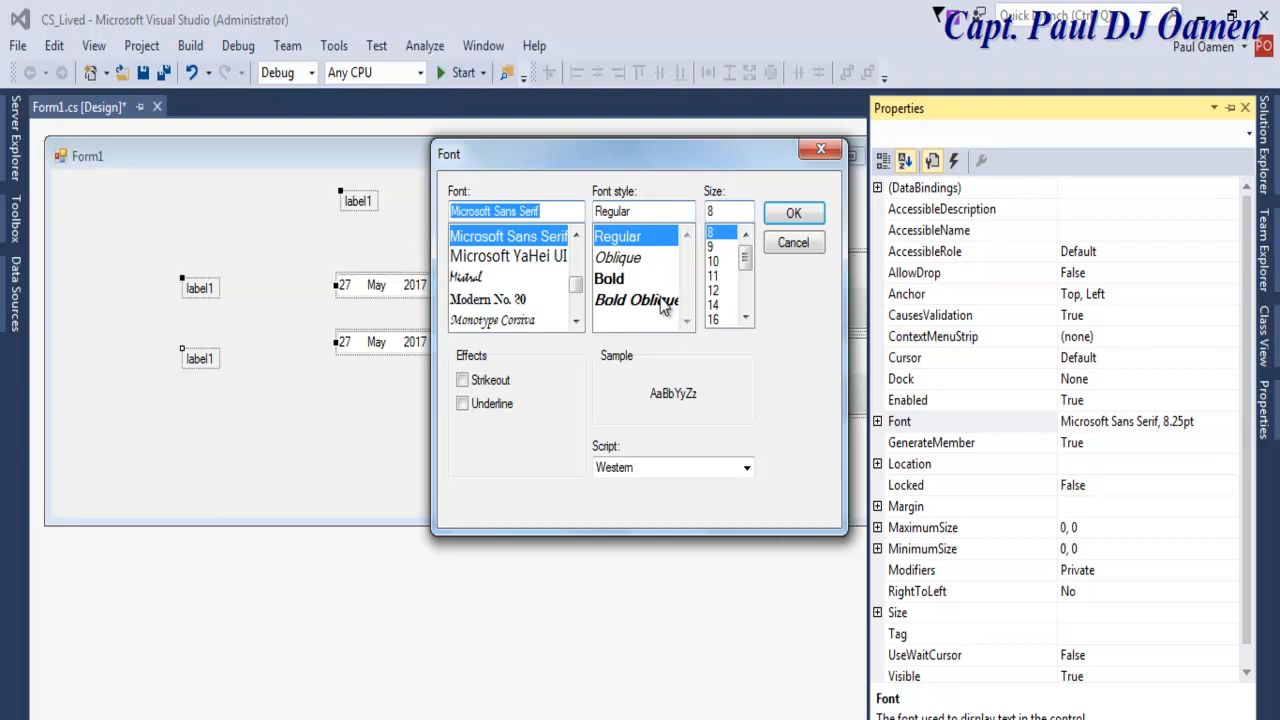 CS_Lived - Microsoft Visual Studio (Administrator)
Quick Launch (Ctrl+Q)
Capt. Paul DJ Oamen
File Edit View Project Build Debug Team Tools Test Analyze Window Help
Paul Oamen PO
Debug Any CPU Start
Form1.cs [Design]*
Server Explorer
Toolbox
Data Sources
Form1
label1
label1
27 May 2017
label1
27 May 2017
Font
Font:
Font style:
Size:
Microsoft Sans Serif
Regular
8
OK
Cancel
Microsoft Sans Serif
Microsoft YaHei UI
Mistral
Modern No. 20
Monotype Corsiva
Regular
Oblique
Bold
Bold Oblique
8
9
10
11
12
14
16
Effects
Strikeout
Underline
Sample
AaBbYyZz
Script:
Western
Properties
(DataBindings)
AccessibleDescription
AccessibleName
AccessibleRole Default
AllowDrop False
Anchor Top, Left
CausesValidation True
ContextMenuStrip (none)
Cursor Default
Dock None
Enabled True
Font Microsoft Sans Serif, 8.25pt
GenerateMember True
Location
Locked False
Margin
MaximumSize 0, 0
MinimumSize 0, 0
Modifiers Private
RightToLeft No
Size
Tag
UseWaitCursor False
Visible True
Font
The font used to display text in the control.
Solution Explorer
Team Explorer
Properties